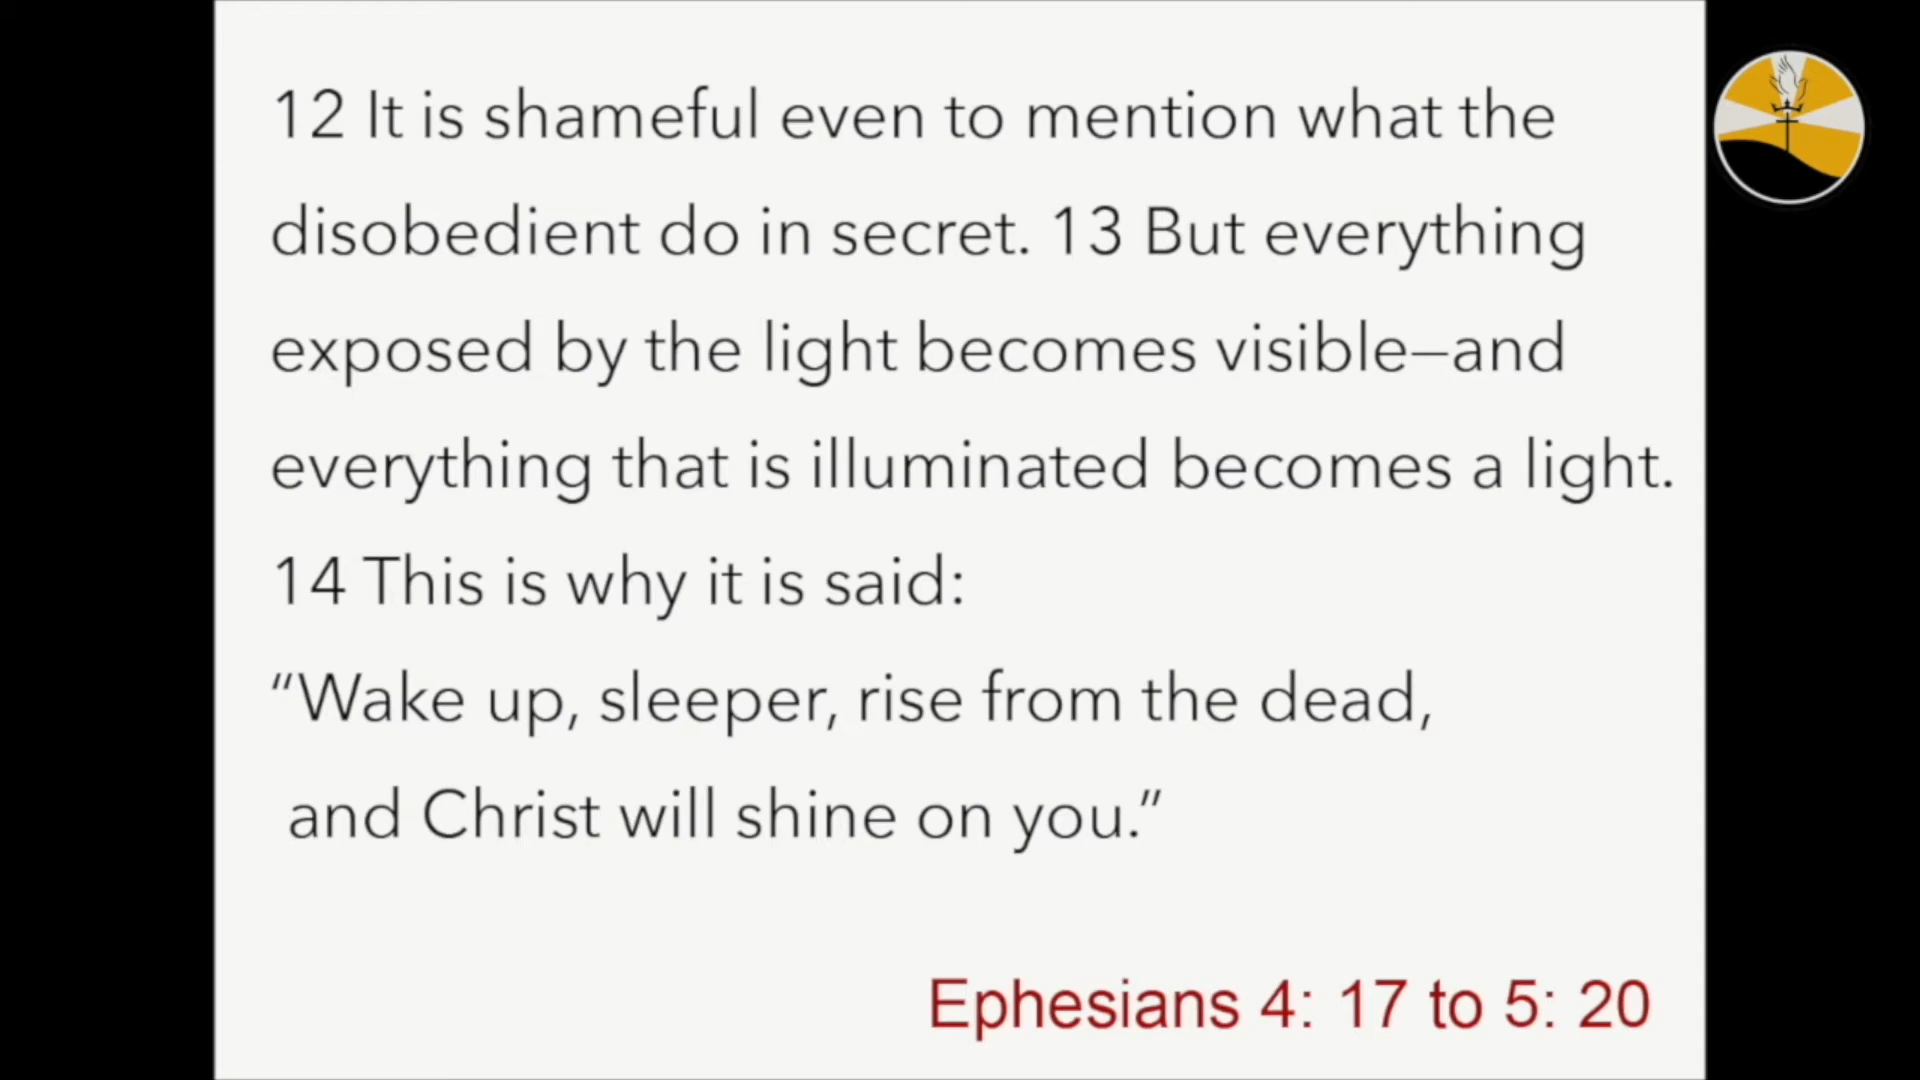 12 It is shameful even to mention what the
disobedient do in secret. 13 But everything
exposed by the light becomes visible—and
everything that is illuminated becomes a light.
14 This is why it is said:
“Wake up, sleeper, rise from the dead,
and Christ will shine on you.”
Ephesians 4: 17 to 5: 20